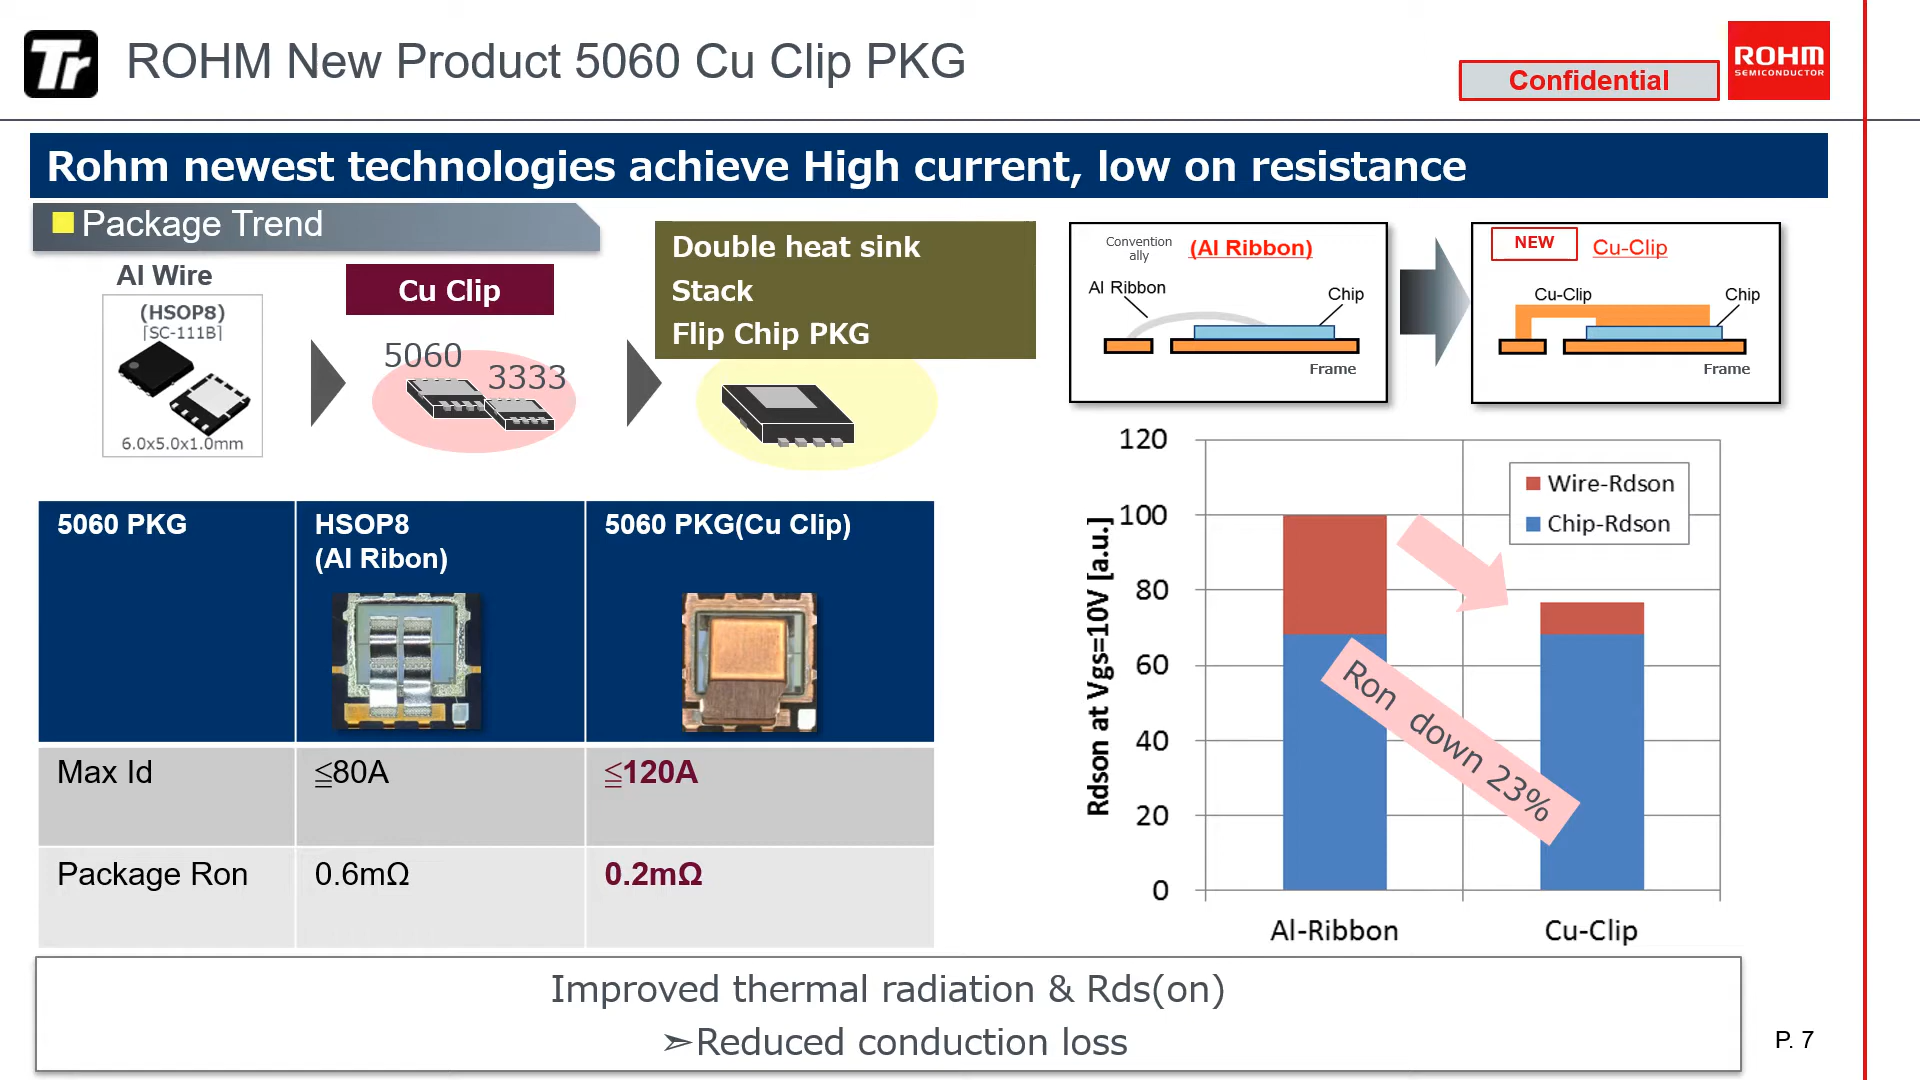 Tr
ROHM New Product 5060 Cu Clip PKG
Confidential
ROHM
SEMICONDUCTOR
Rohm newest technologies achieve High current, low on resistance
Package Trend
Al Wire
(HSOP8)
[SC-111B]
6.0x5.0x1.0mm
Cu Clip
5060
3333
Double heat sink
Stack
Flip Chip PKG
Convention
ally
(Al Ribbon)
Al Ribbon
Chip
Frame
NEW
Cu-Clip
Cu-Clip
Chip
Frame
5060 PKG
HSOP8
(Al Ribon)
5060 PKG(Cu Clip)
Max Id
≦80A
≦120A
Package Ron
0.6mΩ
0.2mΩ
Rdson at Vgs=10V [a.u.]
120
100
80
60
40
20
0
Wire-Rdson
Chip-Rdson
Ron down 23%
Al-Ribbon
Cu-Clip
Improved thermal radiation & Rds(on)
➢Reduced conduction loss
P. 7